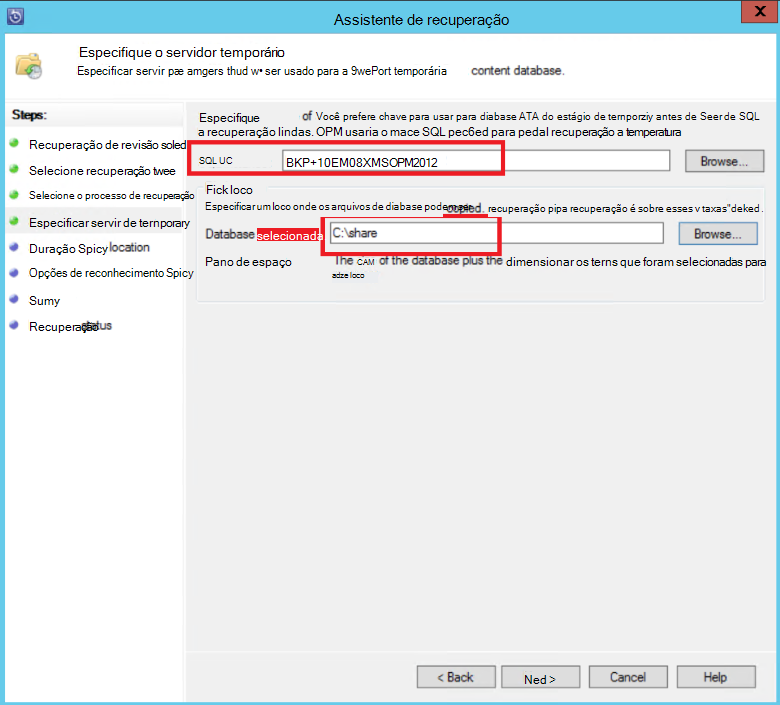 Assistente de recuperação
X
Especifique o servidor temporário
Especificar servir pæ amgers thud w• ser usado para a 9wePort temporária content database.
Steps:
Recuperação de revisão soled
Selecione recuperação twee
Selecione o processo de recuperação
Especificar servir de ternporary
Duração Spicy location
Opções de reconhecimento Spicy
Sumy
Recuperação status
Especifique of Você prefere chave para usar para diabase ATA do estágio de temporziy antes de Seer de SQL
a recuperação lindas. OPM usaria o mace SQL pec6ed para pedal recuperação a temperatura
SQL UC BKP+10EM08XMSOPM2012 Browse...
Fick loco
Especificar um loco onde os arquivos de diabase podem ser copied. recuperação pipa recuperação é sobre esses v taxas"deked.
Database selecionada C:\share Browse...
Pano de espaço The CAM of the database plus the dimensionar os terns que foram selecionadas para
adze loco
< Back Ned > Cancel Help